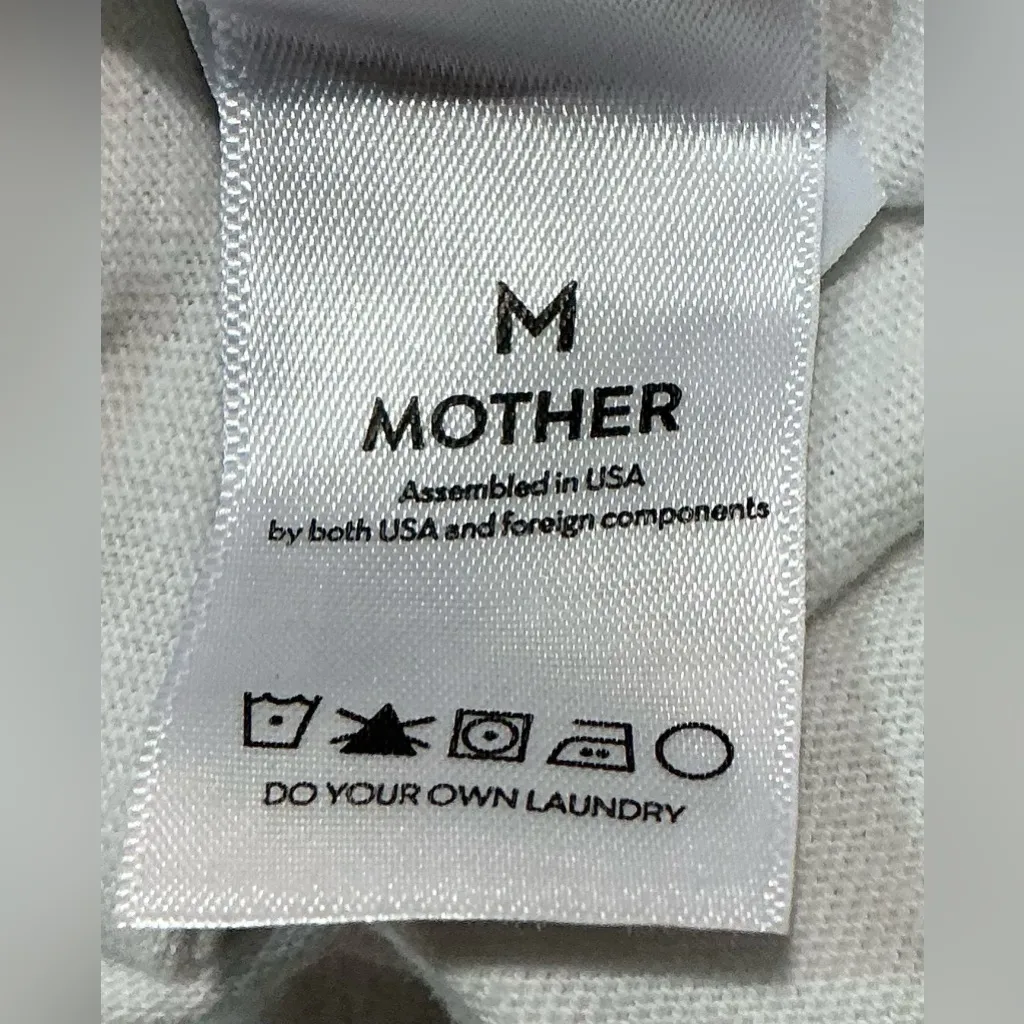 M
MOTHER
Assembled in USA
by both USA and foreign components
DO YOUR OWN LAUNDRY